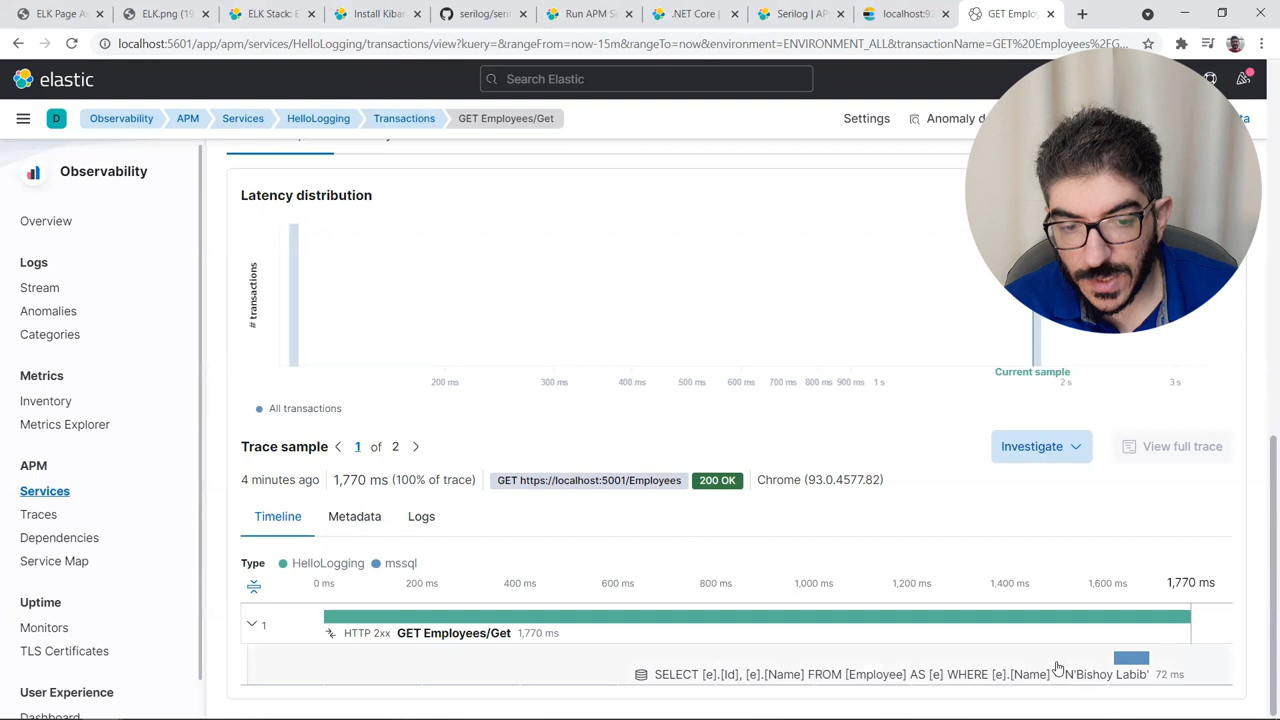 ELK Page As
ELK.png (19
ELK Stack: E
Install Kiban
serilog/serin
Run APM S
.NET Core |
Serilog | API
localhost:92
GET Employ
localhost:5601/app/apm/services/HelloLogging/transactions/view?kuery=&rangeFrom=now-15m&rangeTo=now&environment=ENVIRONMENT_ALL&transactionName=GET%20Employees%2FG...
elastic
Search Elastic
D
Observability
APM
Services
HelloLogging
Transactions
GET Employees/Get
Settings
Anomaly d
Observability
Overview
Logs
Stream
Anomalies
Categories
Metrics
Inventory
Metrics Explorer
APM
Services
Traces
Dependencies
Service Map
Uptime
Monitors
TLS Certificates
User Experience
Dashboard
Latency distribution
# transactions
200 ms 300 ms 400 ms 500 ms 600 ms 700 ms 800 ms 900 ms 1 s 2 s 3 s
Current sample
All transactions
Trace sample 1 of 2
Investigate
View full trace
4 minutes ago 1,770 ms (100% of trace) GET https://localhost:5001/Employees 200 OK Chrome (93.0.4577.82)
Timeline Metadata Logs
Type HelloLogging mssql
0 ms 200 ms 400 ms 600 ms 800 ms 1,000 ms 1,200 ms 1,400 ms 1,600 ms 1,770 ms
1
HTTP 2xx GET Employees/Get 1,770 ms
SELECT [e].[Id], [e].[Name] FROM [Employee] AS [e] WHERE [e].[Name] N'Bishoy Labib' 72 ms